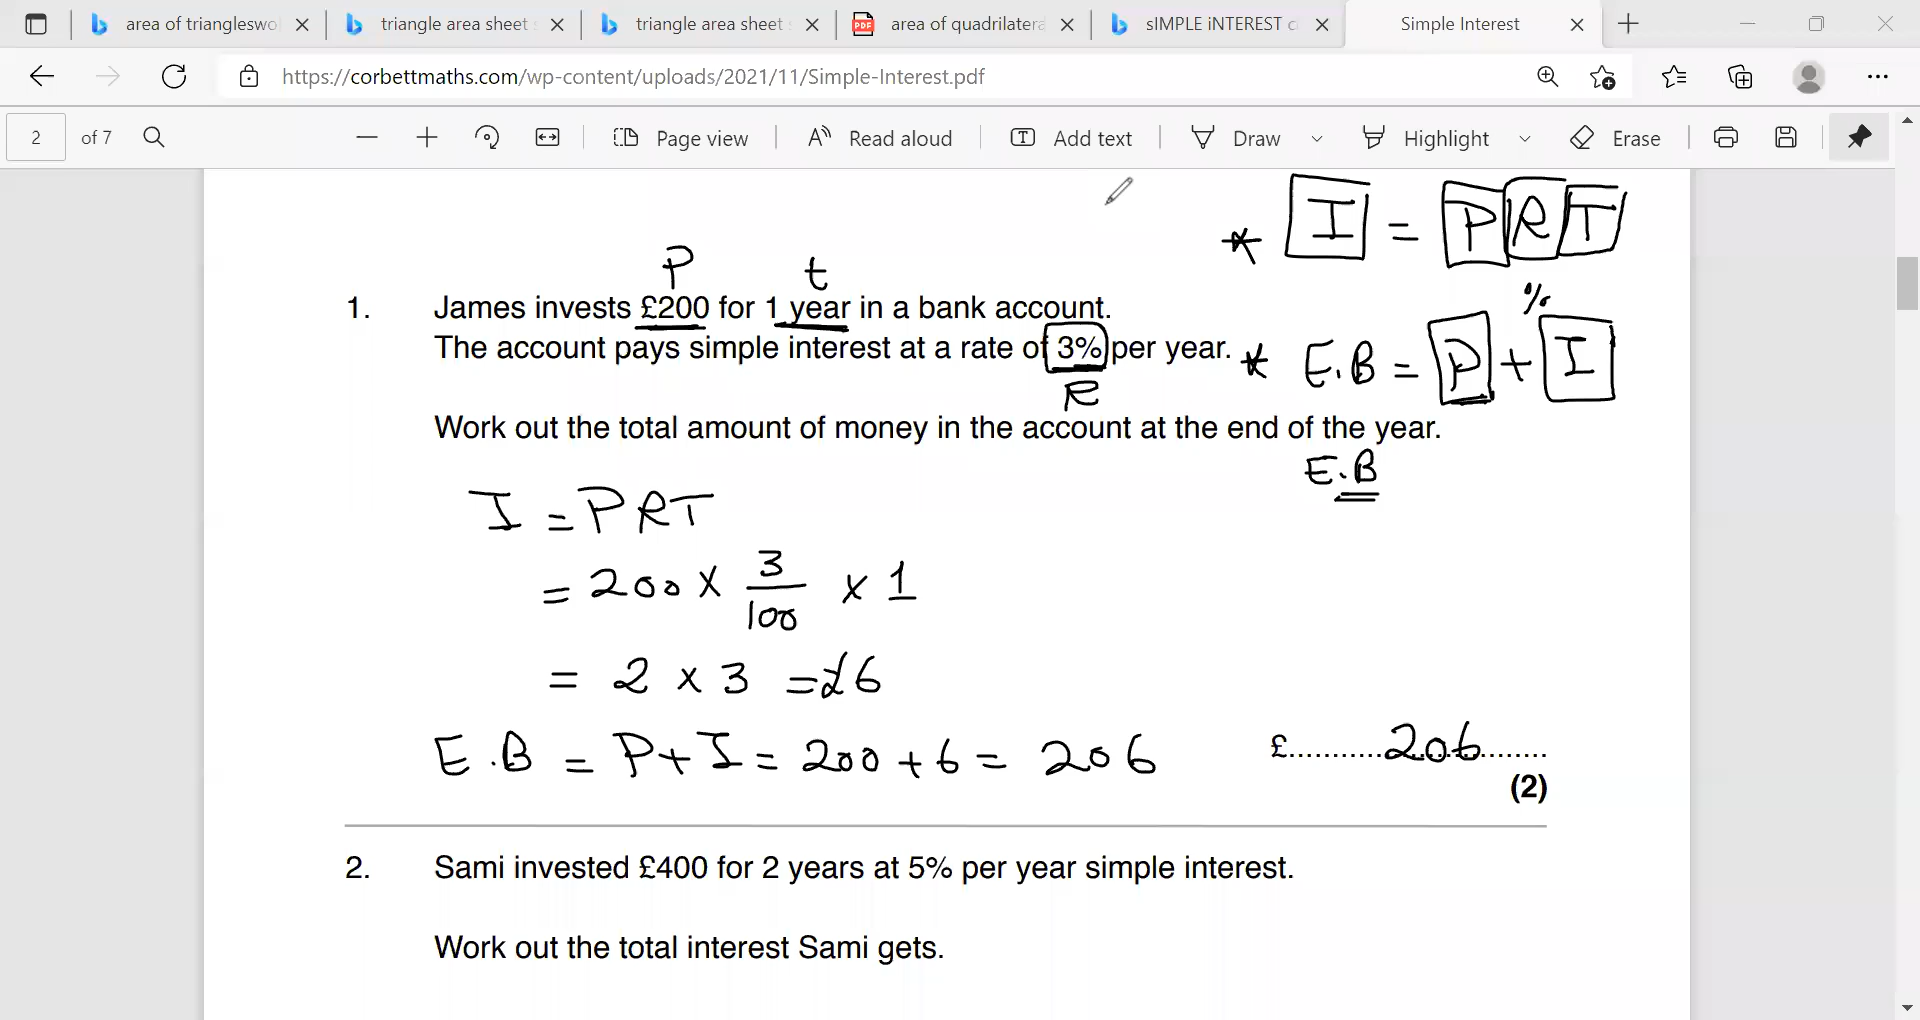 area of triangleswo
triangle area sheet
triangle area sheet
area of quadrilatera
sIMPLE iNTEREST c
Simple Interest
https://corbettmaths.com/wp-content/uploads/2021/11/Simple-Interest.pdf
2 of 7 Page view Read aloud Add text Draw Highlight Erase
* I = PRT
P t
%
1. James invests £200 for 1 year in a bank account.
The account pays simple interest at a rate of 3% per year. * E.B = P + I
R
Work out the total amount of money in the account at the end of the year.
E.B
I = PRT
= 200 × 3/100 × 1
= 2 × 3 = £6
E.B = P + I = 200 + 6 = 206
£..........206.......
(2)
2. Sami invested £400 for 2 years at 5% per year simple interest.
Work out the total interest Sami gets.